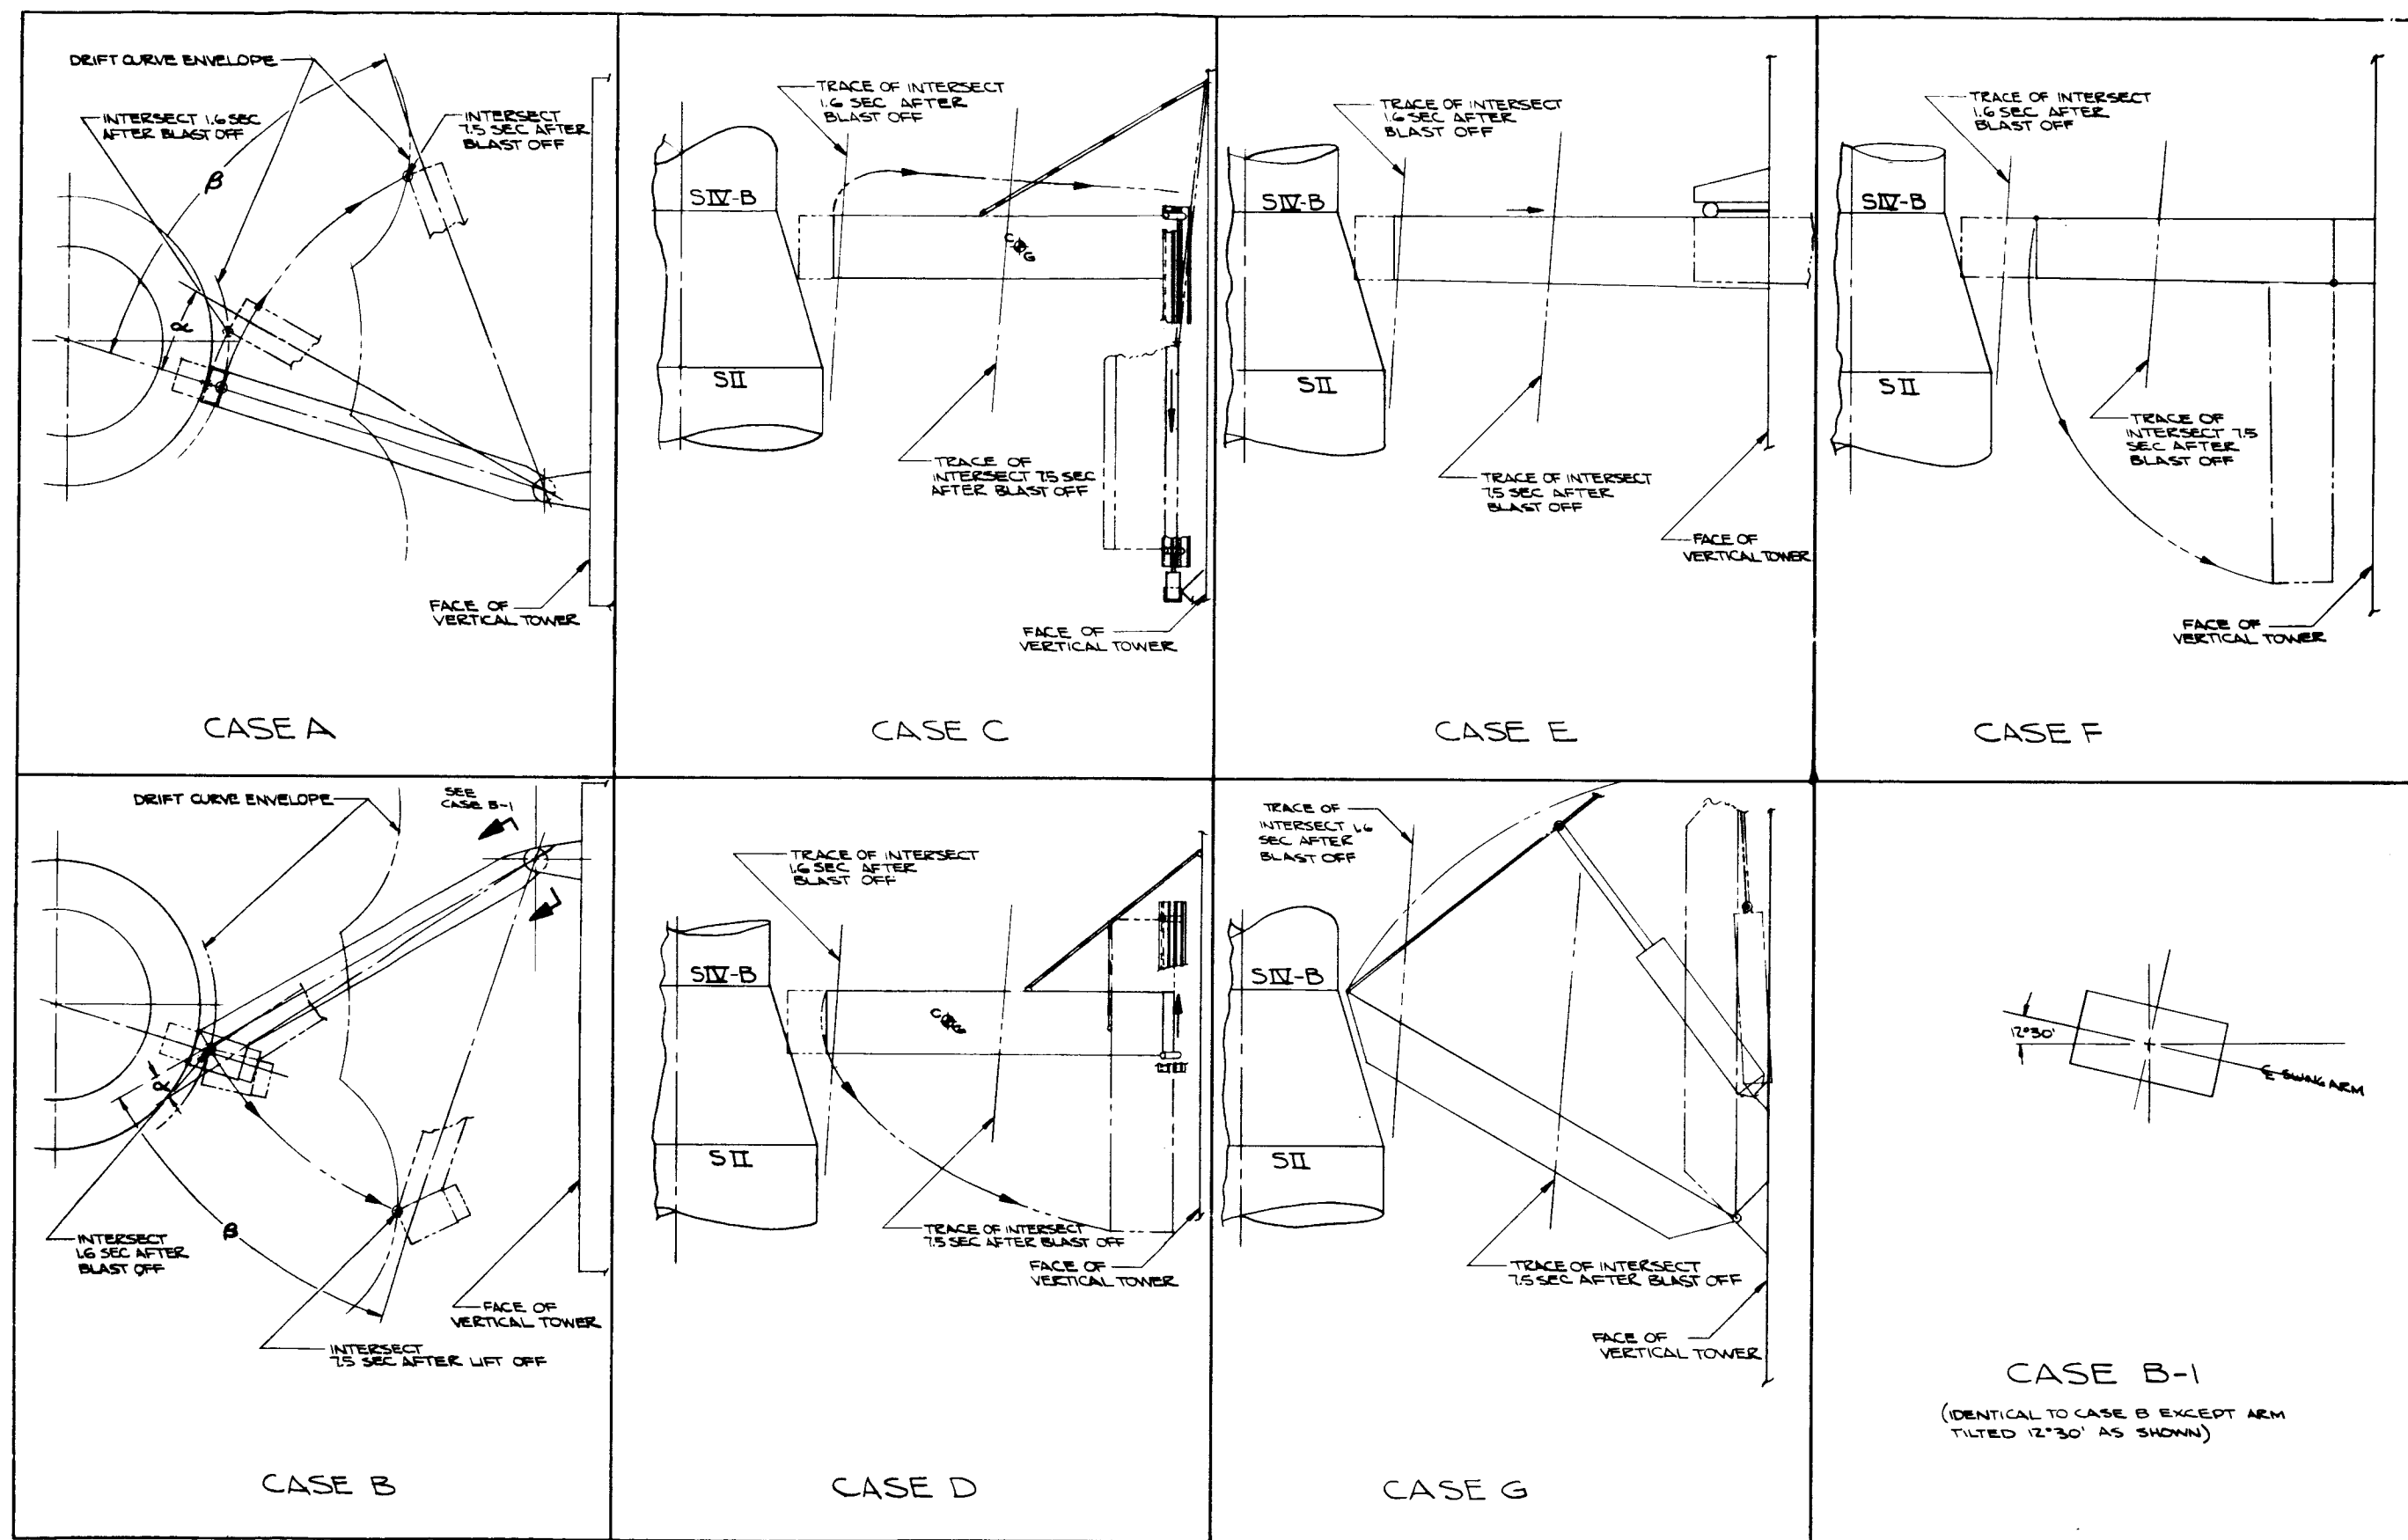 DRIFT CURVE ENVELOPE
INTERSECT 1.6 SEC
AFTER BLAST OFF
INTERSECT
7.5 SEC AFTER
BLAST OFF
β
α
FACE OF
VERTICAL TOWER
CASE A
TRACE OF INTERSECT
1.6 SEC AFTER
BLAST OFF
SIV-B
C G
SII
TRACE OF
INTERSECT 7.5 SEC
AFTER BLAST OFF
FACE OF
VERTICAL TOWER
CASE C
TRACE OF INTERSECT
1.6 SEC AFTER
BLAST OFF
SIV-B
SII
TRACE OF INTERSECT
7.5 SEC AFTER
BLAST OFF
FACE OF
VERTICAL TOWER
CASE E
TRACE OF INTERSECT
1.6 SEC AFTER
BLAST OFF
SIV-B
SII
TRACE OF
INTERSECT 7.5
SEC AFTER
BLAST OFF
FACE OF
VERTICAL TOWER
CASE F
DRIFT CURVE ENVELOPE
SEE
CASE B-1
α
β
INTERSECT
1.6 SEC AFTER
BLAST OFF
FACE OF
VERTICAL TOWER
INTERSECT
7.5 SEC AFTER LIFT OFF
CASE B
TRACE OF INTERSECT
1.6 SEC AFTER
BLAST OFF
SIV-B
C G
SII
TRACE OF INTERSECT
7.5 SEC AFTER BLAST OFF
FACE OF
VERTICAL TOWER
CASE D
TRACE OF
INTERSECT 1.6
SEC AFTER
BLAST OFF
SIV-B
SII
TRACE OF INTERSECT
7.5 SEC AFTER BLAST OFF
FACE OF
VERTICAL TOWER
CASE G
12°30'
℄ SWING ARM
CASE B-1
(IDENTICAL TO CASE B EXCEPT ARM
TILTED 12°30' AS SHOWN)